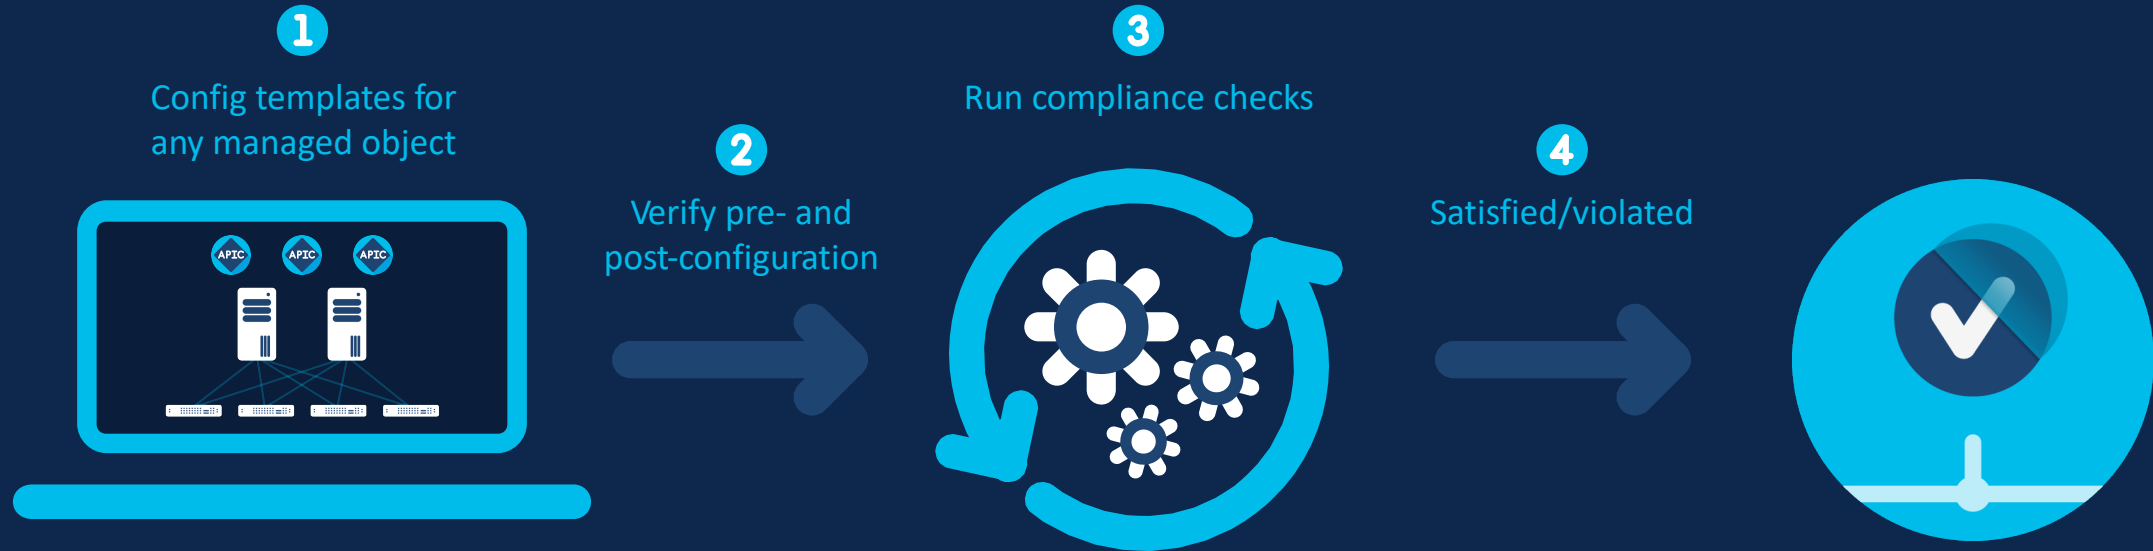 1
Config templates for
any managed object
APIC APIC APIC
2
Verify pre- and
post-configuration
3
Run compliance checks
4
Satisfied/violated